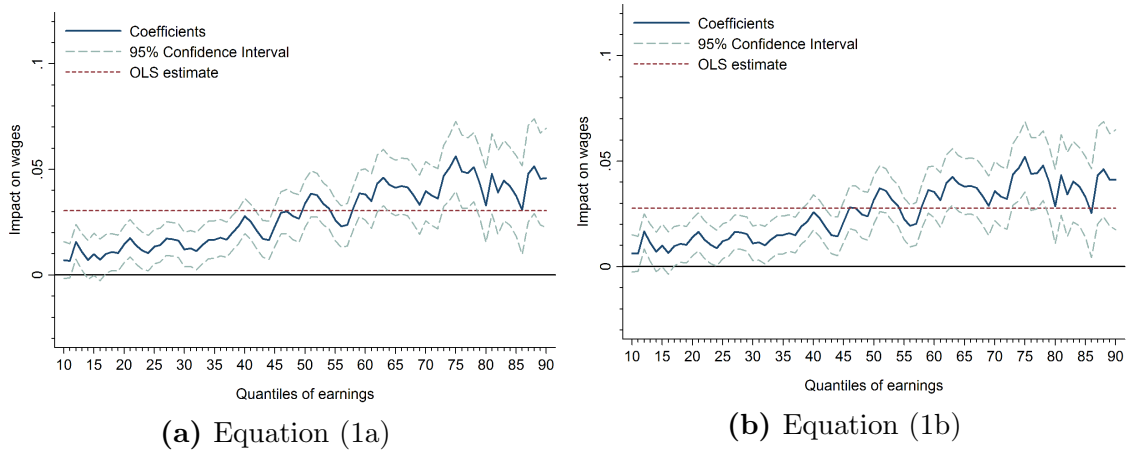 Coefficients
95% Confidence Interval
OLS estimate
.1
.05
0
Impact on wages
10 15 20 25 30 35 40 45 50 55 60 65 70 75 80 85 90
Quantiles of earnings
(a) Equation (1a)
Coefficients
95% Confidence Interval
OLS estimate
.1
.05
0
Impact on wages
10 15 20 25 30 35 40 45 50 55 60 65 70 75 80 85 90
Quantiles of earnings
(b) Equation (1b)